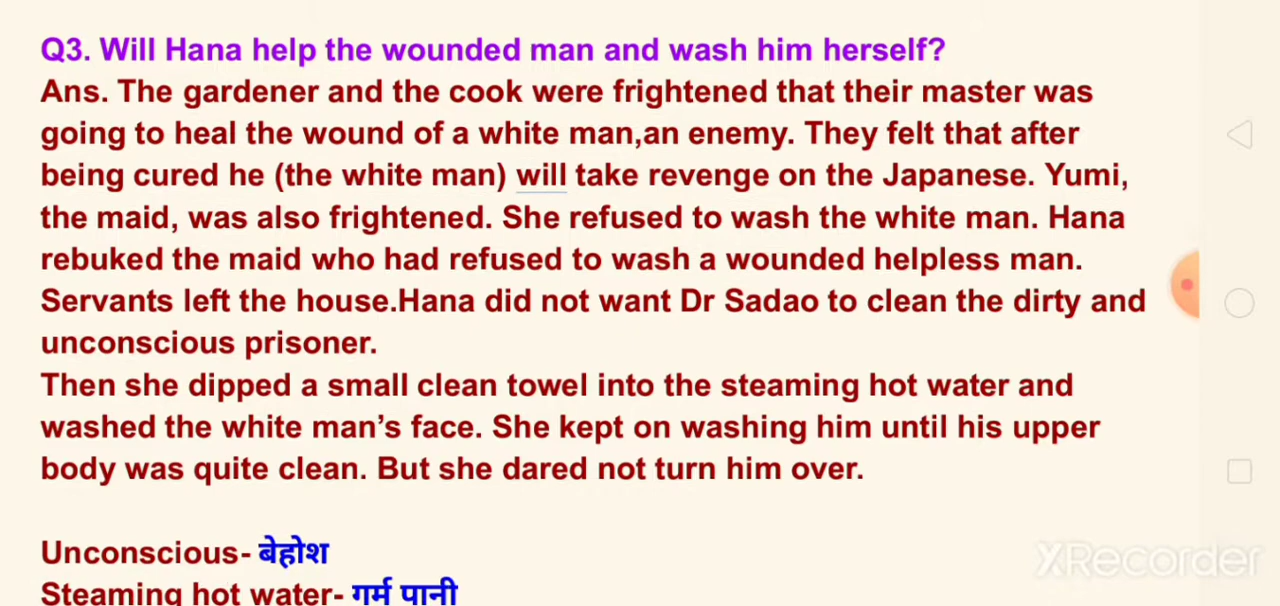 Q3. Will Hana help the wounded man and wash him herself?
Ans. The gardener and the cook were frightened that their master was
going to heal the wound of a white man,an enemy. They felt that after
being cured he (the white man) will take revenge on the Japanese. Yumi,
the maid, was also frightened. She refused to wash the white man. Hana
rebuked the maid who had refused to wash a wounded helpless man.
Servants left the house.Hana did not want Dr Sadao to clean the dirty and
unconscious prisoner.
Then she dipped a small clean towel into the steaming hot water and
washed the white man’s face. She kept on washing him until his upper
body was quite clean. But she dared not turn him over.
Unconscious- बेहोश
Steaming hot water- गर्म पानी
XRecorder